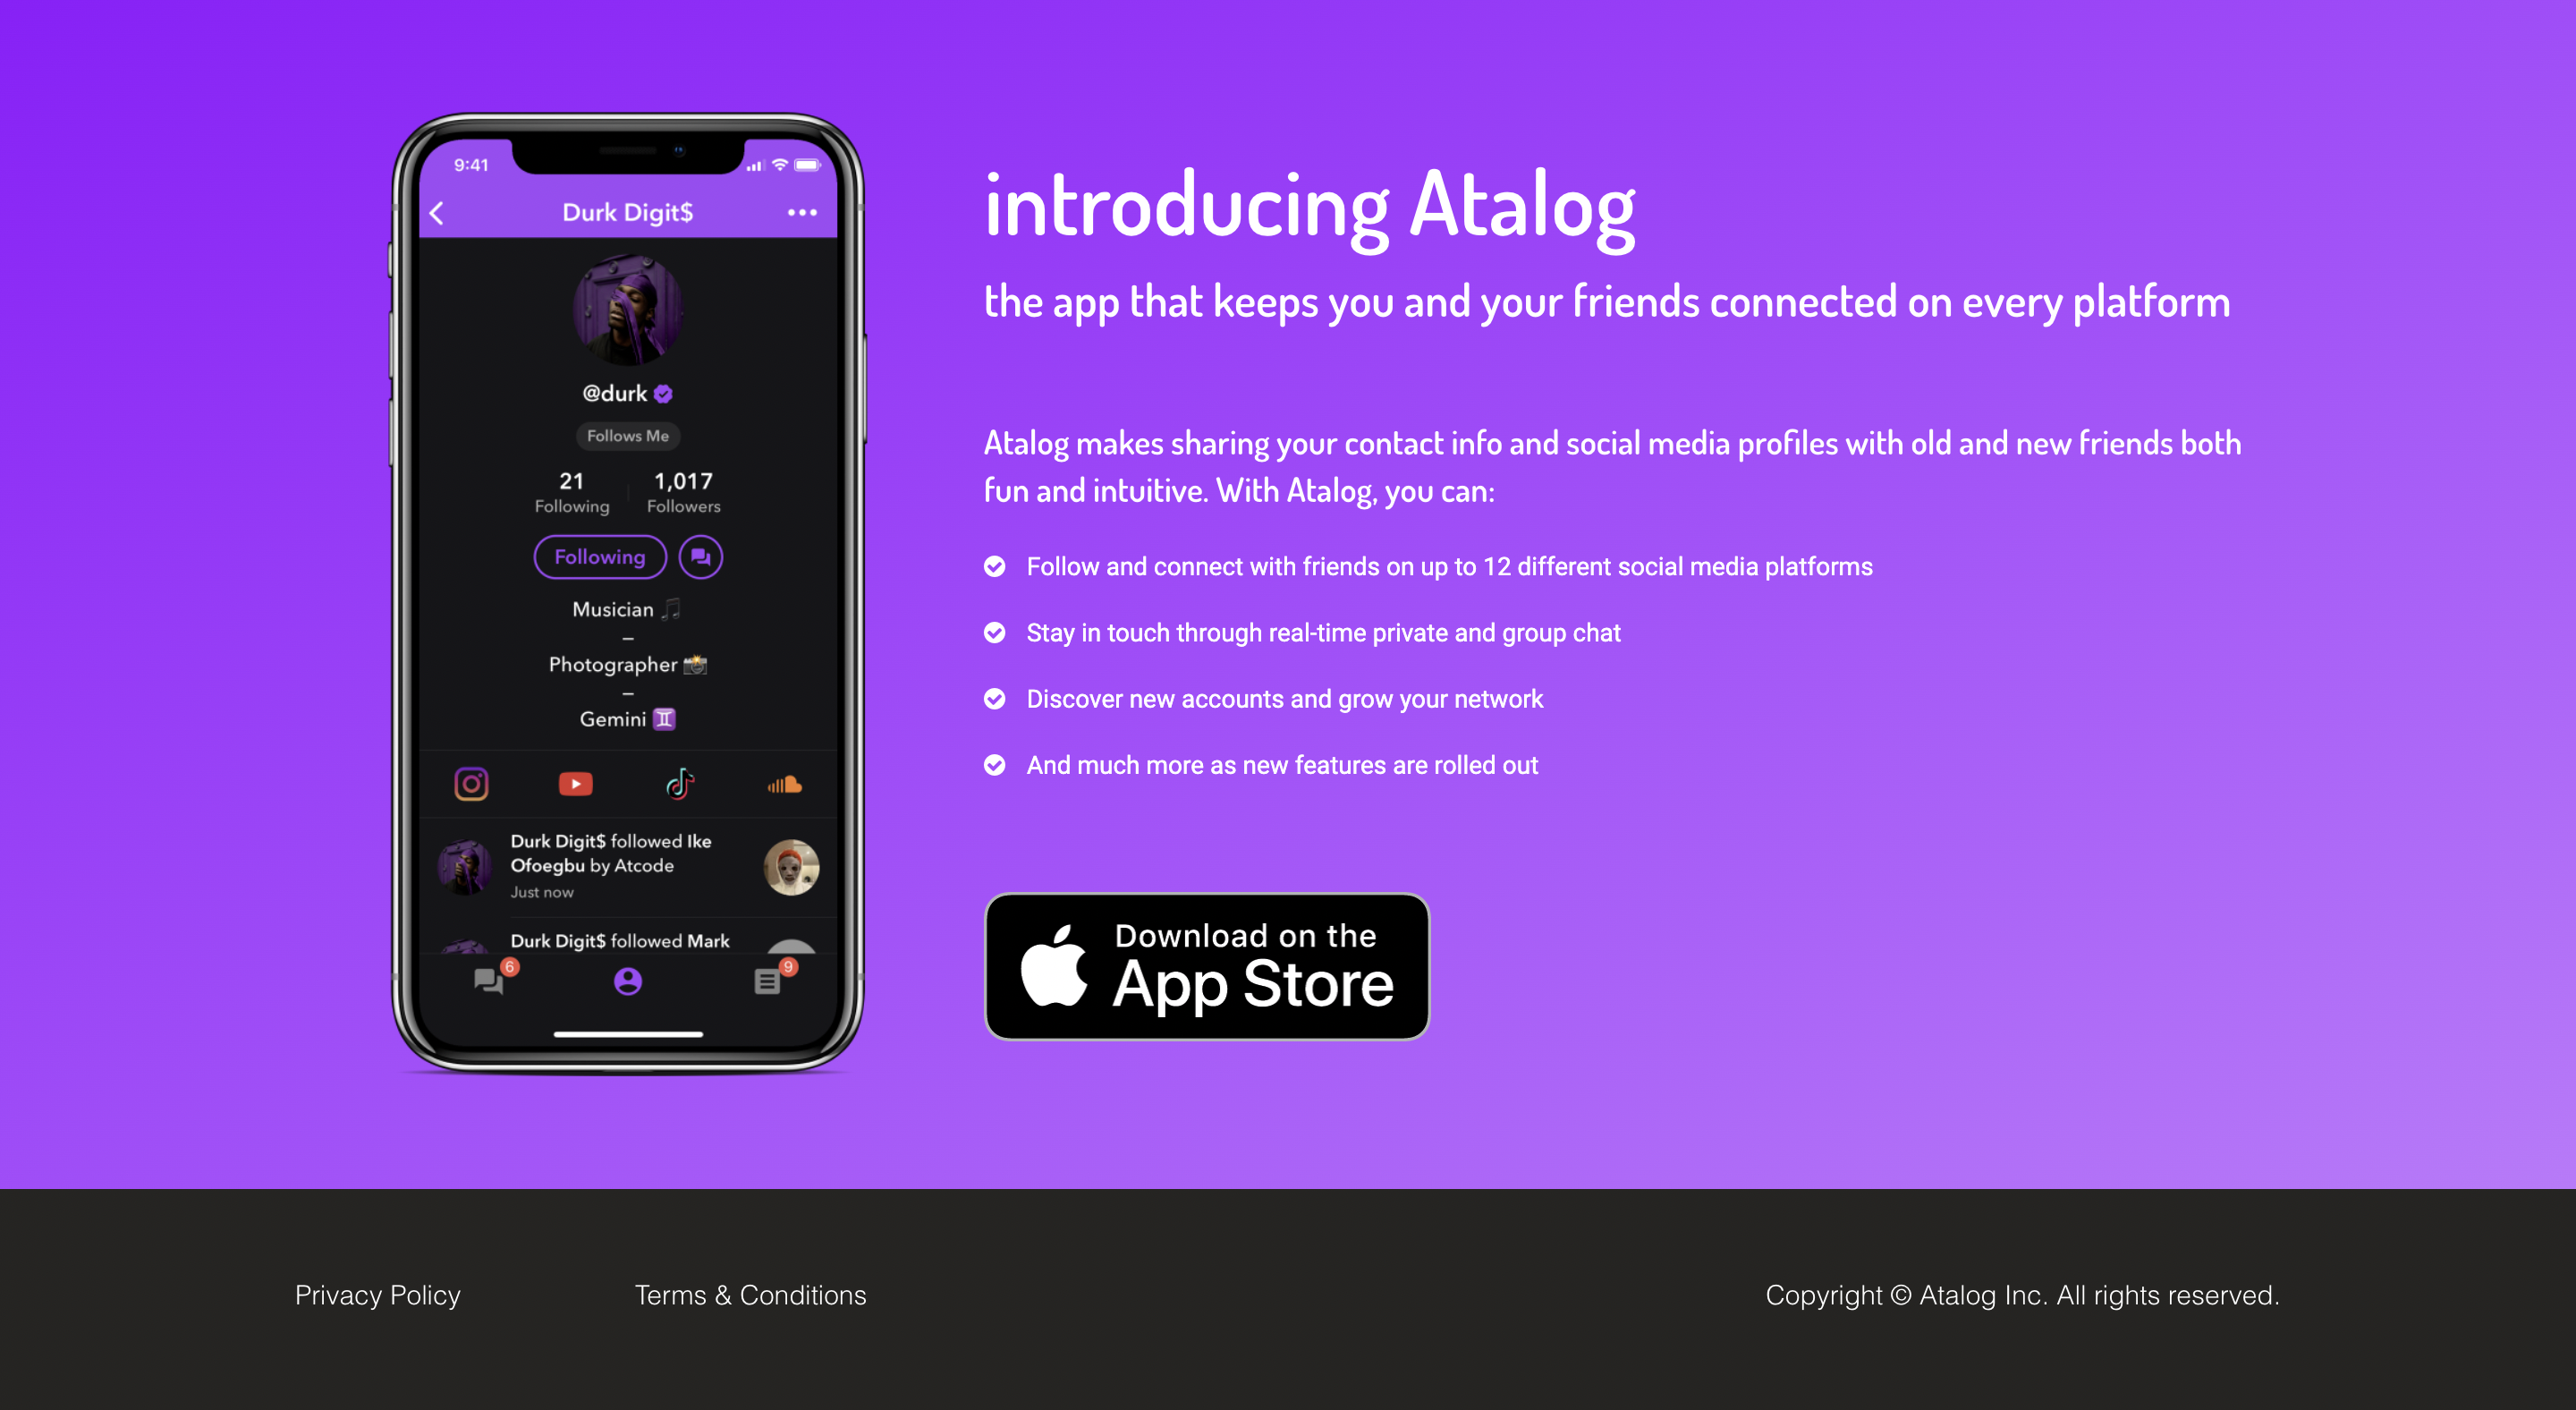 9:41
Durk Digit$
@durk
Follows Me
21
1,017
Following
Followers
Following
Musician 🎵
–
Photographer 📸
–
Gemini ♊
Durk Digit$ followed Ike
Ofoegbu by Atcode
Just now
Durk Digit$ followed Mark
6
9
introducing Atalog
the app that keeps you and your friends connected on every platform
Atalog makes sharing your contact info and social media profiles with old and new friends both
fun and intuitive. With Atalog, you can:
Follow and connect with friends on up to 12 different social media platforms
Stay in touch through real-time private and group chat
Discover new accounts and grow your network
And much more as new features are rolled out
Download on the
App Store
Privacy Policy
Terms & Conditions
Copyright © Atalog Inc. All rights reserved.